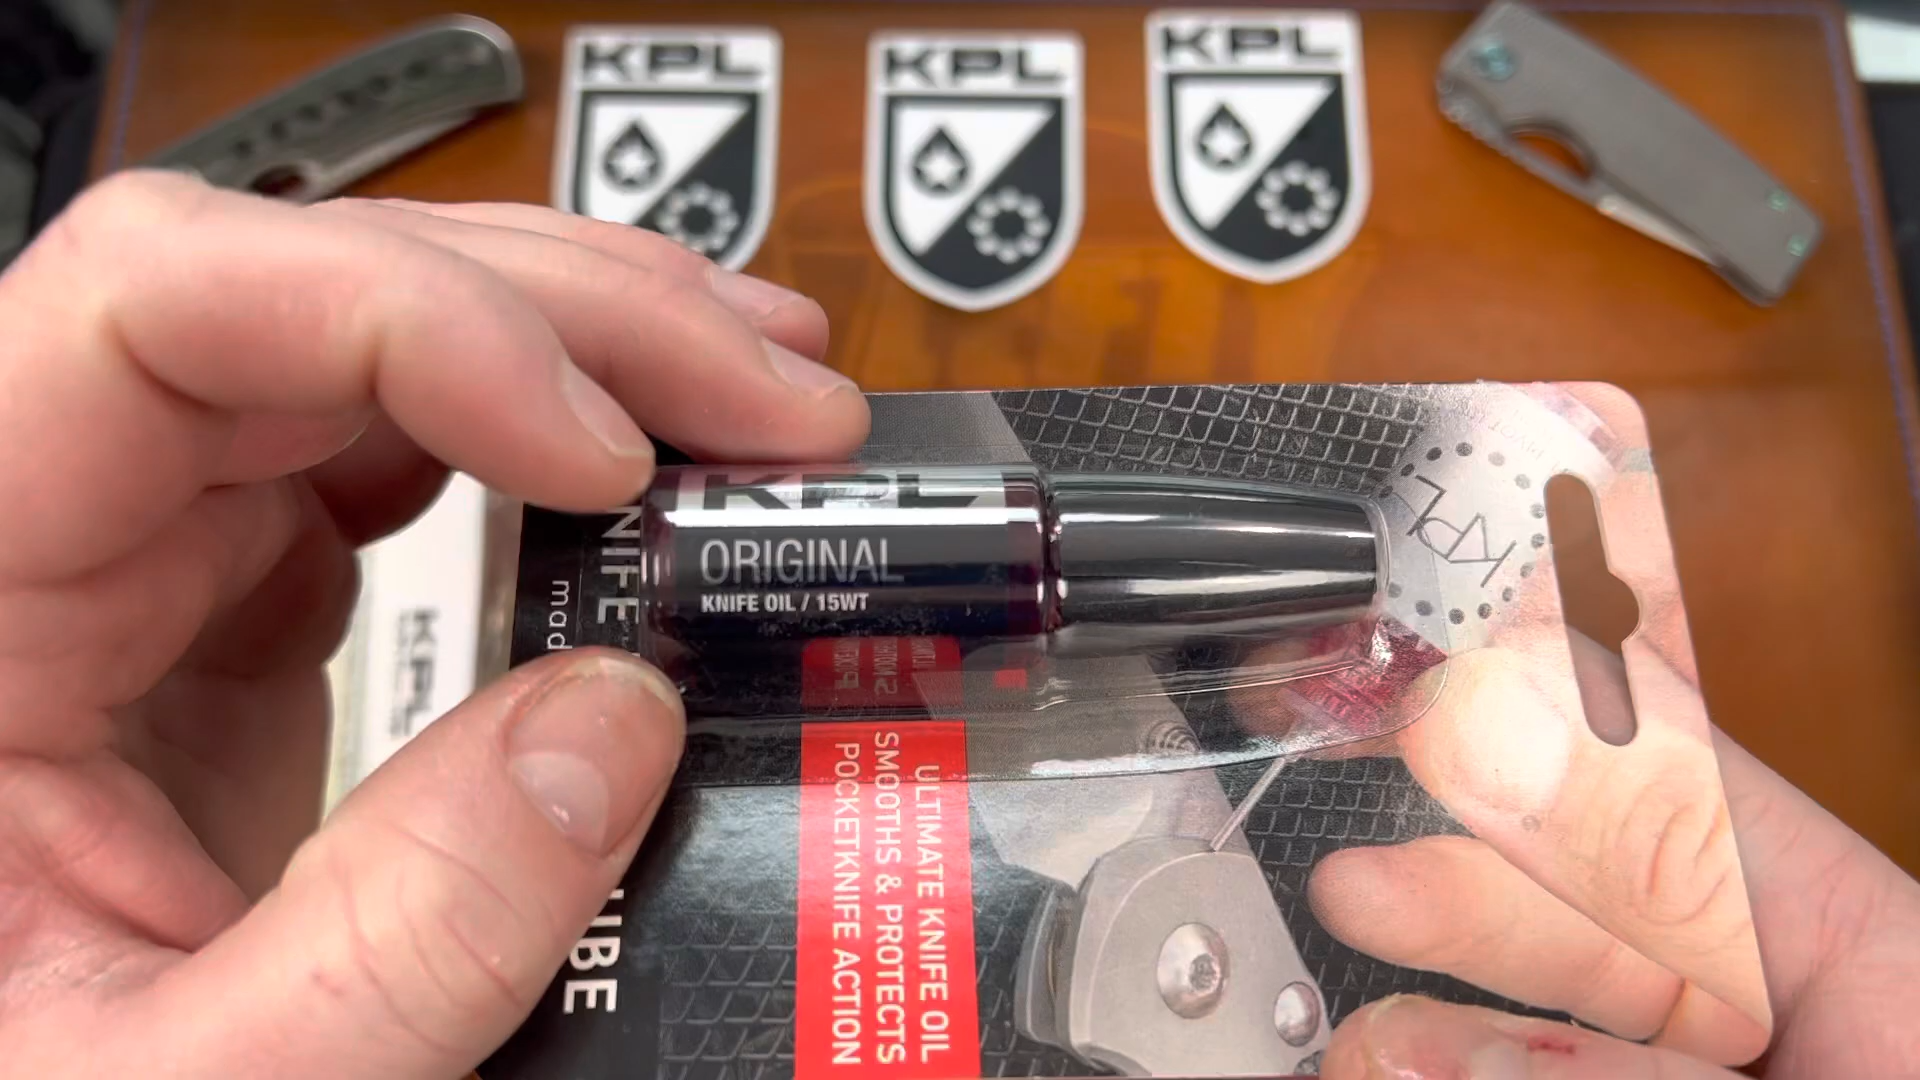 KPL
KPL
KPL
KPL
ORIGINAL
KNIFE OIL / 15WT
KPL
KPL
NIFE
mad
UBE
ULTIMATE KNIFE OIL
SMOOTHS & PROTECTS
POCKETKNIFE ACTION